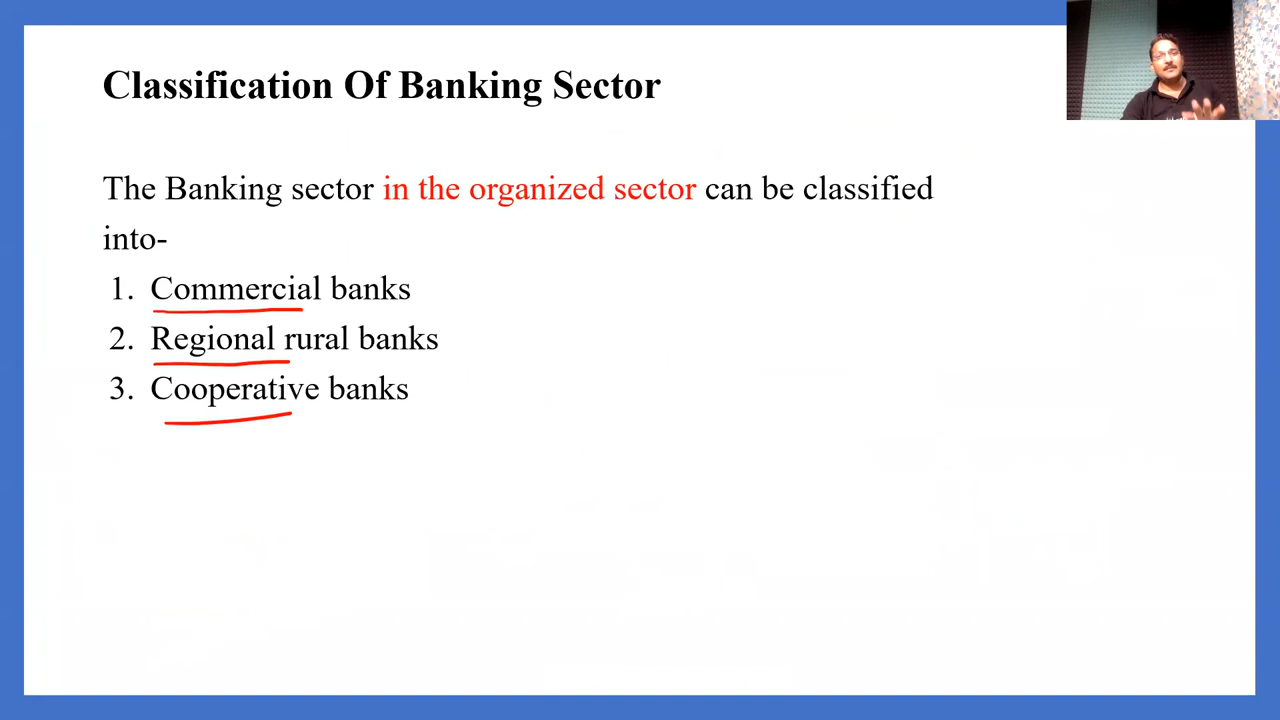 Classification Of Banking Sector
The Banking sector in the organized sector can be classified
into-
1. Commercial banks
2. Regional rural banks
3. Cooperative banks